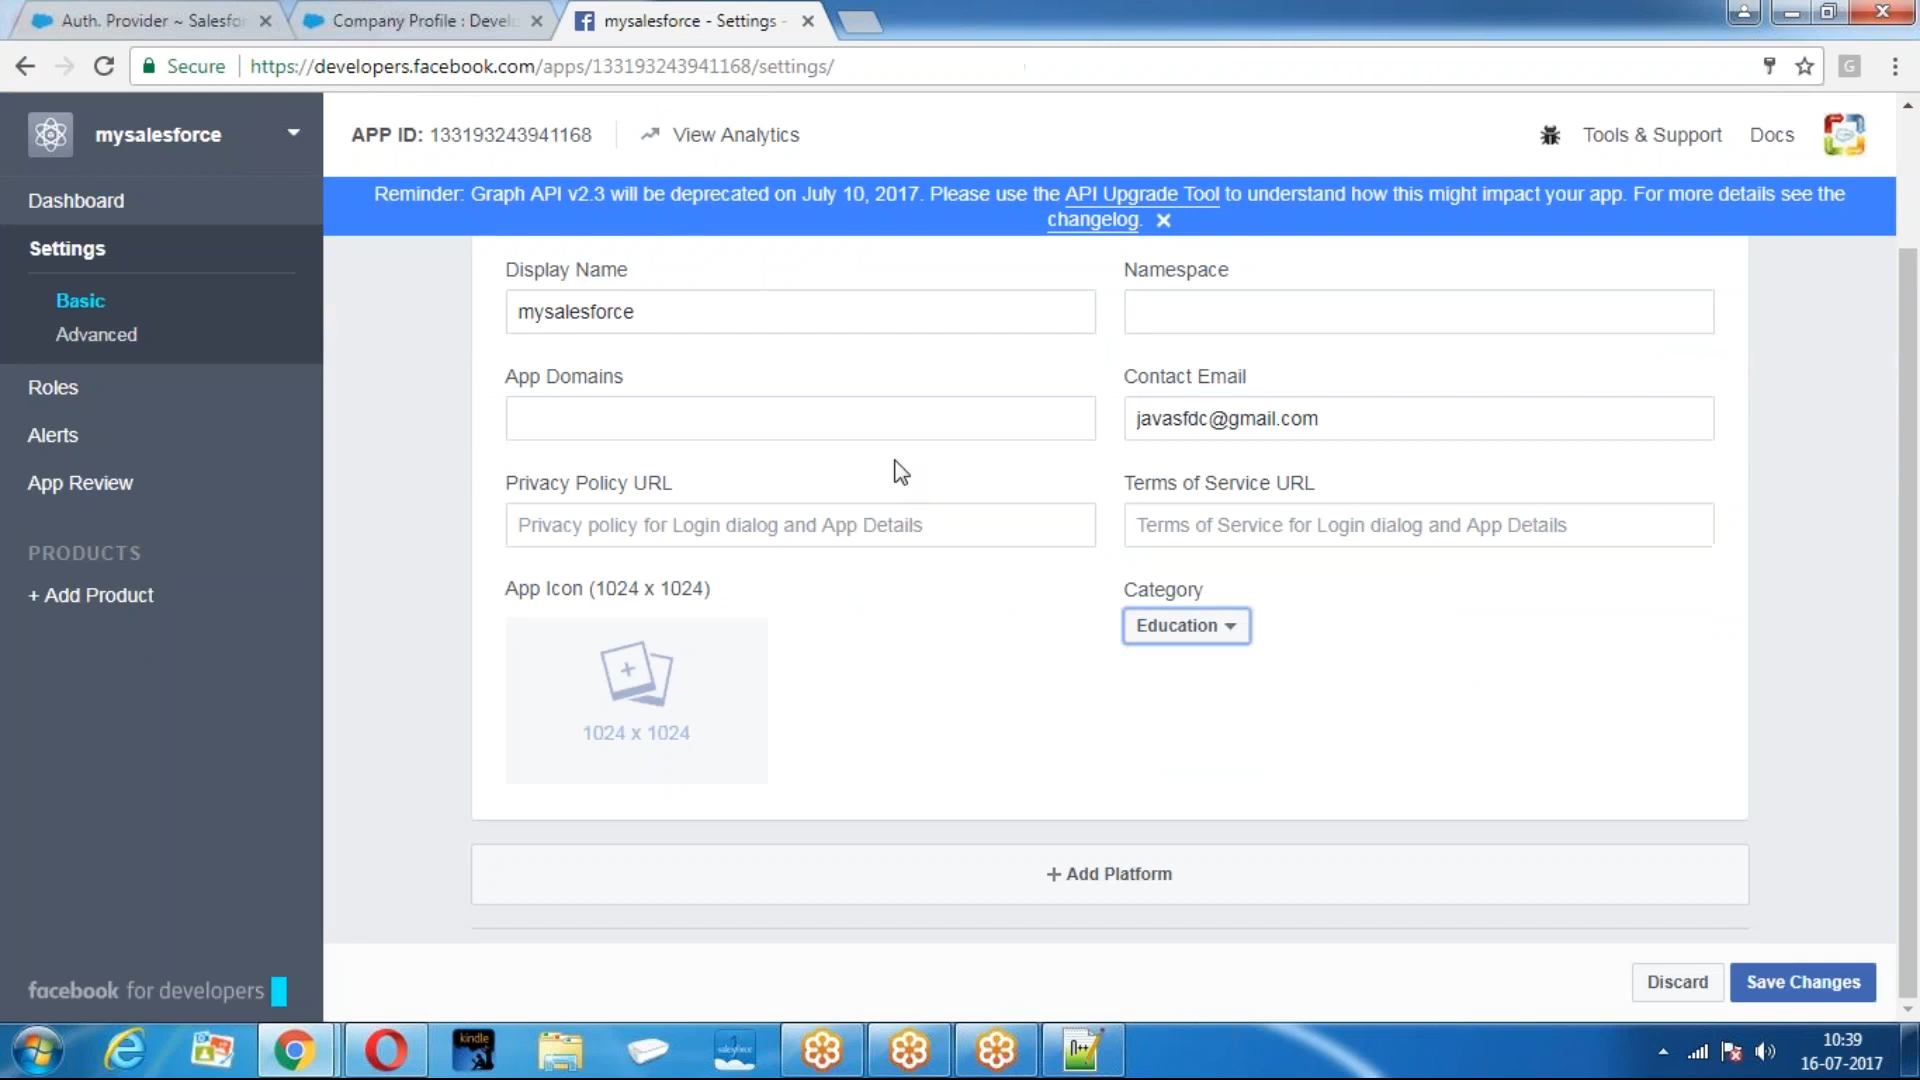 Auth. Provider ~ Salesfo
Company Profile : Devel
mysalesforce - Settings -
Secure
https://developers.facebook.com/apps/133193243941168/settings/
G
mysalesforce
APP ID: 133193243941168
View Analytics
Tools & Support
Docs
Reminder: Graph API v2.3 will be deprecated on July 10, 2017. Please use the API Upgrade Tool to understand how this might impact your app. For more details see the
changelog.
Dashboard
Settings
Basic
Advanced
Roles
Alerts
App Review
PRODUCTS
+ Add Product
facebook for developers
Display Name
Namespace
mysalesforce
App Domains
Contact Email
javasfdc@gmail.com
Privacy Policy URL
Terms of Service URL
Privacy policy for Login dialog and App Details
Terms of Service for Login dialog and App Details
App Icon (1024 x 1024)
Category
Education
1024 x 1024
+ Add Platform
Discard
Save Changes
kindle
salesforce
10:39
16-07-2017